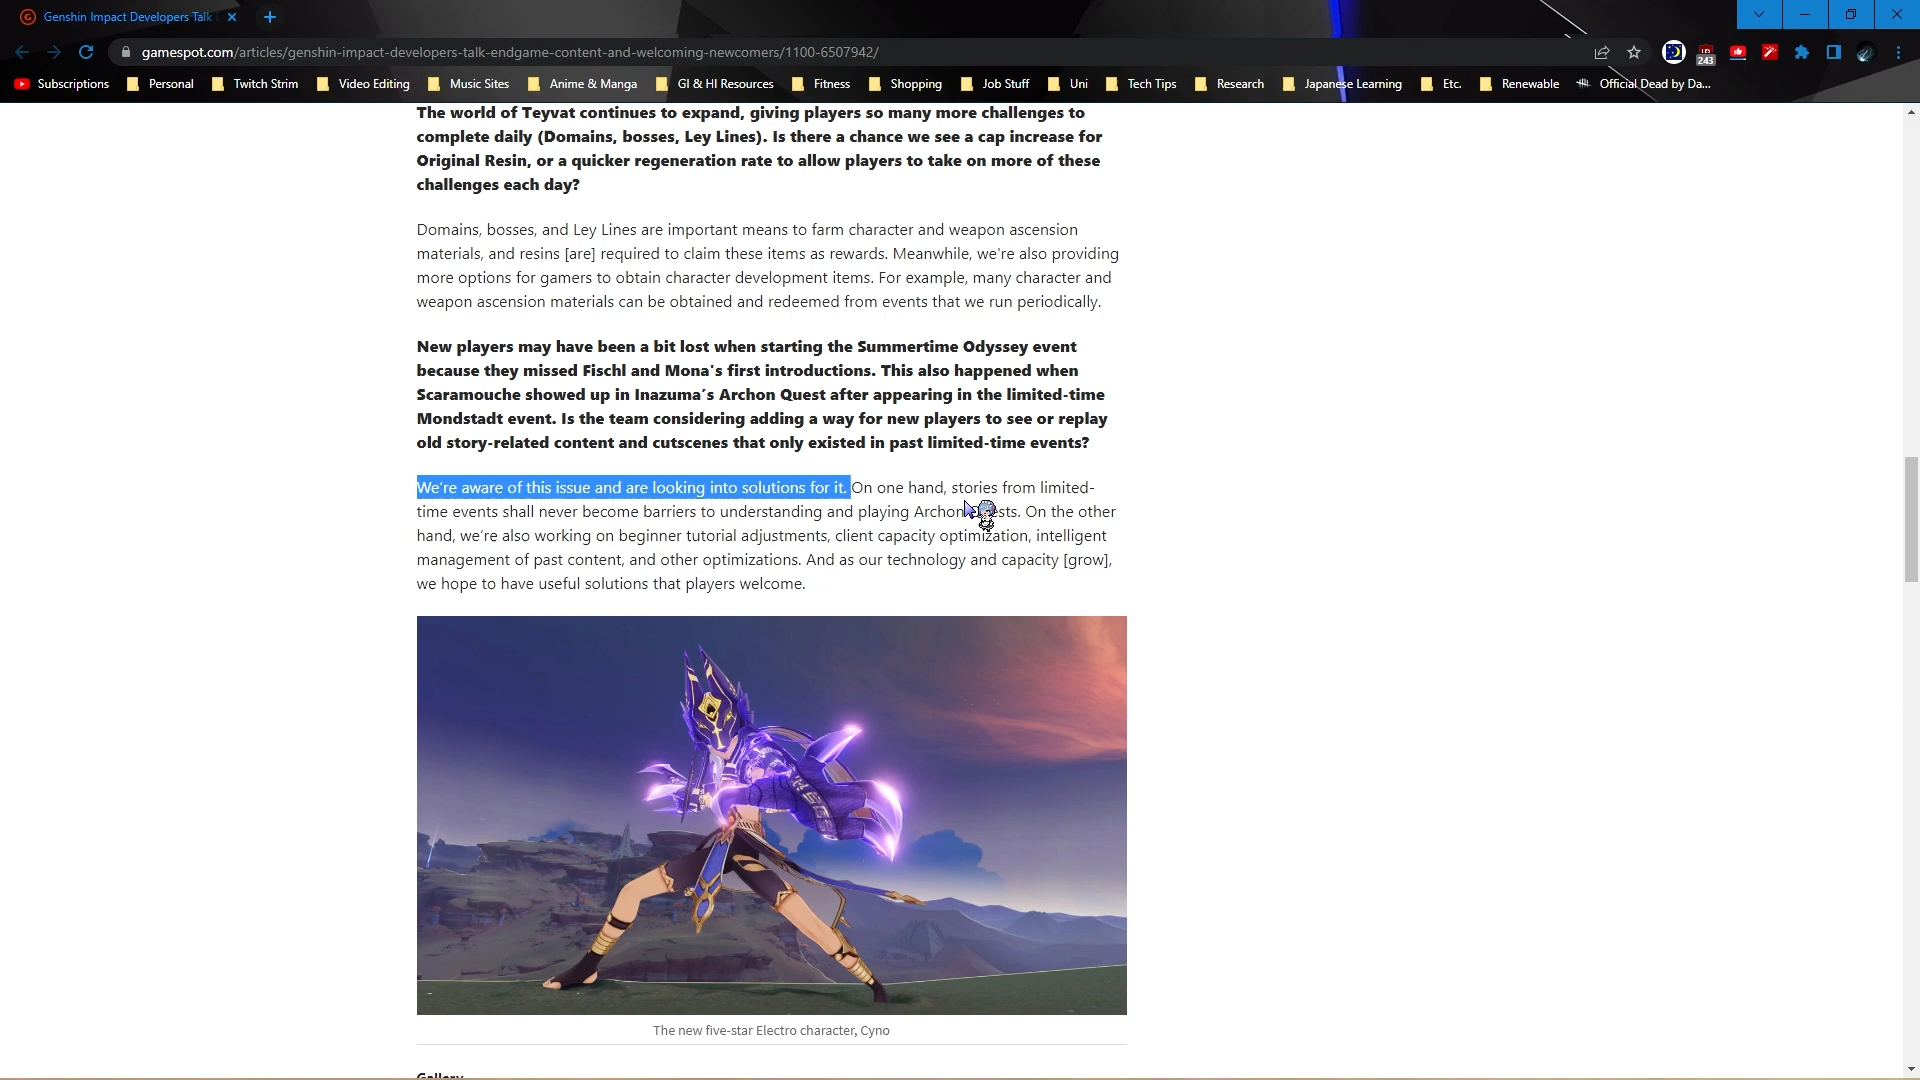 Genshin Impact Developers Talk
gamespot.com/articles/genshin-impact-developers-talk-endgame-content-and-welcoming-newcomers/1100-6507942/
243
Subscriptions Personal Twitch Strim Video Editing Music Sites Anime & Manga GI & HI Resources Fitness Shopping Job Stuff Uni Tech Tips Research Japanese Learning Etc. Renewable Official Dead by Da...
The world of Teyvat continues to expand, giving players so many more challenges to
complete daily (Domains, bosses, Ley Lines). Is there a chance we see a cap increase for
Original Resin, or a quicker regeneration rate to allow players to take on more of these
challenges each day?
Domains, bosses, and Ley Lines are important means to farm character and weapon ascension
materials, and resins [are] required to claim these items as rewards. Meanwhile, we're also providing
more options for gamers to obtain character development items. For example, many character and
weapon ascension materials can be obtained and redeemed from events that we run periodically.
New players may have been a bit lost when starting the Summertime Odyssey event
because they missed Fischl and Mona's first introductions. This also happened when
Scaramouche showed up in Inazuma's Archon Quest after appearing in the limited-time
Mondstadt event. Is the team considering adding a way for new players to see or replay
old story-related content and cutscenes that only existed in past limited-time events?
We're aware of this issue and are looking into solutions for it. On one hand, stories from limited-
time events shall never become barriers to understanding and playing Archon On the other
hand, we're also working on beginner tutorial adjustments, client capacity optimization, intelligent
management of past content, and other optimizations. And as our technology and capacity [grow],
we hope to have useful solutions that players welcome.
The new five-star Electro character, Cyno
Gallery